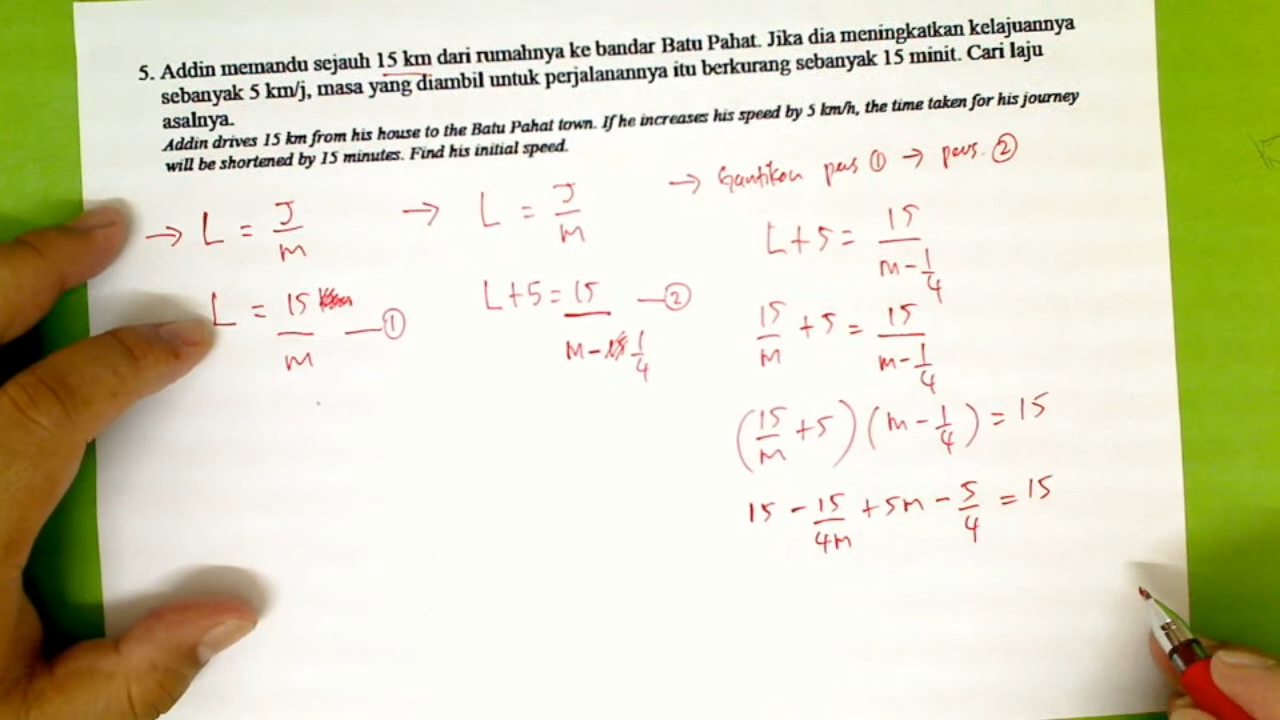 5. Addin memandu sejauh 15 km dari rumahnya ke bandar Batu Pahat. Jika dia meningkatkan kelajuannya
sebanyak 5 km/j, masa yang diambil untuk perjalanannya itu berkurang sebanyak 15 minit. Cari laju
asalnya.
Addin drives 15 km from his house to the Batu Pahat town. If he increases his speed by 5 km/h, the time taken for his journey
will be shortened by 15 minutes. Find his initial speed.
→ L = J/m
L = 15/m —①
→ L = J/m
L+5 = 15/(m - 1/4) —②
→ Gantikan pers ① → pers. ②
L+5 = 15/(m - 1/4)
15/m + 5 = 15/(m - 1/4)
(15/m + 5)(m - 1/4) = 15
15 - 15/4m + 5m - 5/4 = 15